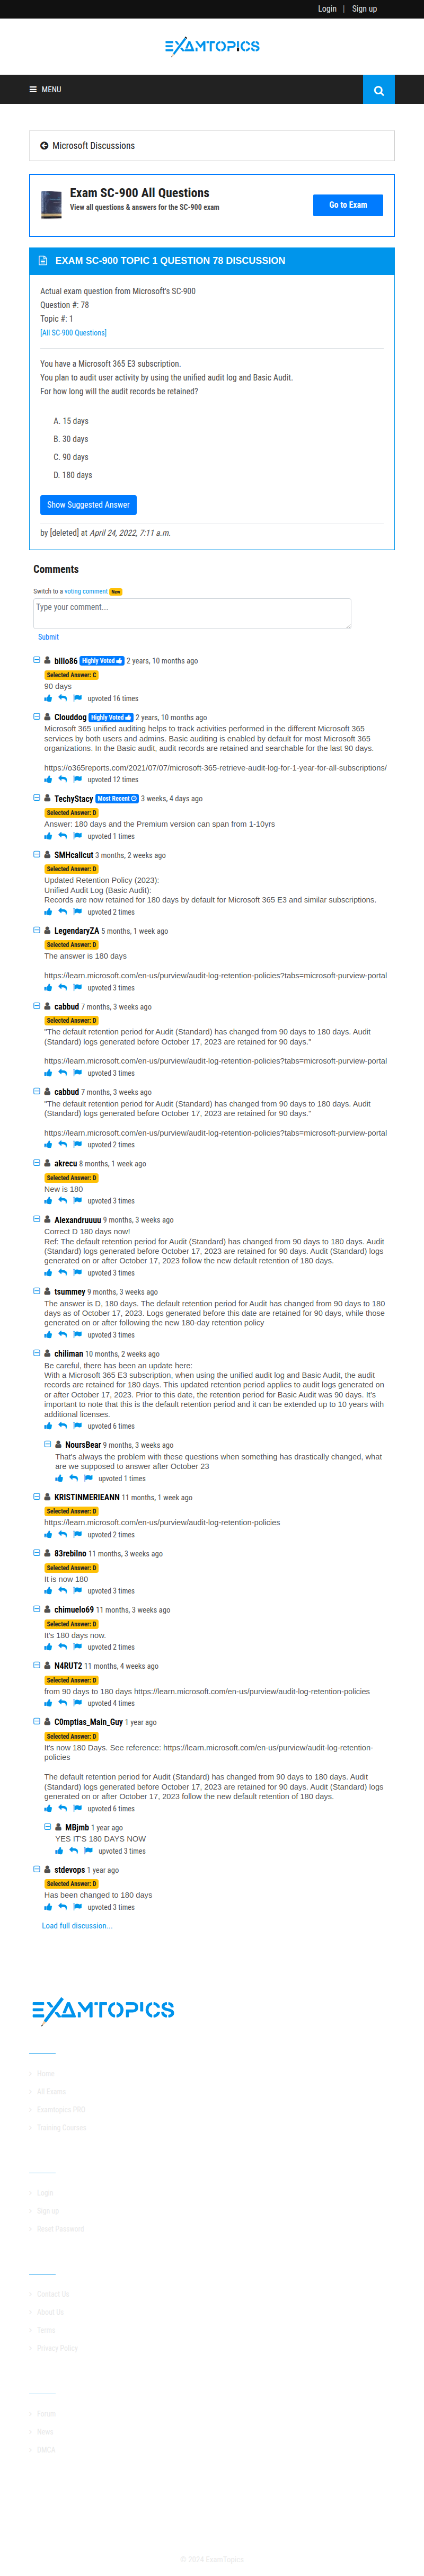 Login | Sign up
EXAMTOPICS
MENU
Microsoft Discussions
Exam SC-900 All Questions
View all questions & answers for the SC-900 exam
Go to Exam
EXAM SC-900 TOPIC 1 QUESTION 78 DISCUSSION
Actual exam question from Microsoft's SC-900
Question #: 78
Topic #: 1
[All SC-900 Questions]
You have a Microsoft 365 E3 subscription.
You plan to audit user activity by using the unified audit log and Basic Audit.
For how long will the audit records be retained?
A. 15 days
B. 30 days
C. 90 days
D. 180 days
Show Suggested Answer
by [deleted] at April 24, 2022, 7:11 a.m.
Comments
Switch to a voting comment New
Type your comment...
Submit
billo86 Highly Voted 2 years, 10 months ago
Selected Answer: C
90 days
upvoted 16 times
Clouddog Highly Voted 2 years, 10 months ago
Microsoft 365 unified auditing helps to track activities performed in the different Microsoft 365
services by both users and admins. Basic auditing is enabled by default for most Microsoft 365
organizations. In the Basic audit, audit records are retained and searchable for the last 90 days.
https://o365reports.com/2021/07/07/microsoft-365-retrieve-audit-log-for-1-year-for-all-subscriptions/
upvoted 12 times
TechyStacy Most Recent 3 weeks, 4 days ago
Selected Answer: D
Answer: 180 days and the Premium version can span from 1-10yrs
upvoted 1 times
SMHcalicut 3 months, 2 weeks ago
Selected Answer: D
Updated Retention Policy (2023):
Unified Audit Log (Basic Audit):
Records are now retained for 180 days by default for Microsoft 365 E3 and similar subscriptions.
upvoted 2 times
LegendaryZA 5 months, 1 week ago
Selected Answer: D
The answer is 180 days
https://learn.microsoft.com/en-us/purview/audit-log-retention-policies?tabs=microsoft-purview-portal
upvoted 3 times
cabbud 7 months, 3 weeks ago
Selected Answer: D
"The default retention period for Audit (Standard) has changed from 90 days to 180 days. Audit
(Standard) logs generated before October 17, 2023 are retained for 90 days."
https://learn.microsoft.com/en-us/purview/audit-log-retention-policies?tabs=microsoft-purview-portal
upvoted 3 times
cabbud 7 months, 3 weeks ago
"The default retention period for Audit (Standard) has changed from 90 days to 180 days. Audit
(Standard) logs generated before October 17, 2023 are retained for 90 days."
https://learn.microsoft.com/en-us/purview/audit-log-retention-policies?tabs=microsoft-purview-portal
upvoted 2 times
akrecu 8 months, 1 week ago
Selected Answer: D
New is 180
upvoted 3 times
Alexandruuuu 9 months, 3 weeks ago
Correct D 180 days now!
Ref: The default retention period for Audit (Standard) has changed from 90 days to 180 days. Audit
(Standard) logs generated before October 17, 2023 are retained for 90 days. Audit (Standard) logs
generated on or after October 17, 2023 follow the new default retention of 180 days.
upvoted 3 times
tsummey 9 months, 3 weeks ago
The answer is D, 180 days. The default retention period for Audit has changed from 90 days to 180
days as of October 17, 2023. Logs generated before this date are retained for 90 days, while those
generated on or after following the new 180-day retention policy
upvoted 3 times
chiliman 10 months, 2 weeks ago
Be careful, there has been an update here:
With a Microsoft 365 E3 subscription, when using the unified audit log and Basic Audit, the audit
records are retained for 180 days. This updated retention period applies to audit logs generated on
or after October 17, 2023. Prior to this date, the retention period for Basic Audit was 90 days. It's
important to note that this is the default retention period and it can be extended up to 10 years with
additional licenses.
upvoted 6 times
NoursBear 9 months, 3 weeks ago
That's always the problem with these questions when something has drastically changed, what
are we supposed to answer after October 23
upvoted 1 times
KRISTINMERIEANN 11 months, 1 week ago
Selected Answer: D
https://learn.microsoft.com/en-us/purview/audit-log-retention-policies
upvoted 2 times
83rebilno 11 months, 3 weeks ago
Selected Answer: D
It is now 180
upvoted 3 times
chimuelo69 11 months, 3 weeks ago
Selected Answer: D
It's 180 days now.
upvoted 2 times
N4RUT2 11 months, 4 weeks ago
Selected Answer: D
from 90 days to 180 days https://learn.microsoft.com/en-us/purview/audit-log-retention-policies
upvoted 4 times
C0mptias_Main_Guy 1 year ago
Selected Answer: D
It's now 180 Days. See reference: https://learn.microsoft.com/en-us/purview/audit-log-retention-
policies
The default retention period for Audit (Standard) has changed from 90 days to 180 days. Audit
(Standard) logs generated before October 17, 2023 are retained for 90 days. Audit (Standard) logs
generated on or after October 17, 2023 follow the new default retention of 180 days.
upvoted 6 times
MBjmb 1 year ago
YES IT'S 180 DAYS NOW
upvoted 3 times
stdevops 1 year ago
Selected Answer: D
Has been changed to 180 days
upvoted 3 times
Load full discussion...
EXAMTOPICS
Home
All Exams
Examtopics PRO
Training Courses
Login
Sign up
Reset Password
Contact Us
About Us
Terms
Privacy Policy
Forum
News
DMCA
© 2024 ExamTopics